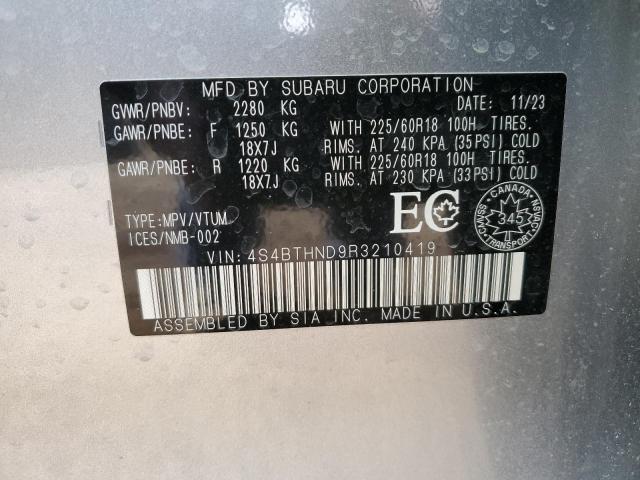 MFD BY SUBARU CORPORATION
GVWR/PNBV: 2280 KG DATE: 11/23
GAWR/PNBE: F 1250 KG WITH 225/60R18 100H TIRES.
18X7J RIMS. AT 240 KPA (35PSI) COLD
GAWR/PNBE: R 1220 KG WITH 225/60R18 100H TIRES.
18X7J RIMS. AT 230 KPA (33PSI) COLD
TYPE:MPV/VTUM
ICES/NMB-002
EC
CANADA
345
TRANSPORT
CMVSS
NSVAC
VIN:4S4BTHND9R3210419
ASSEMBLED BY SIA INC. MADE IN U.S.A.